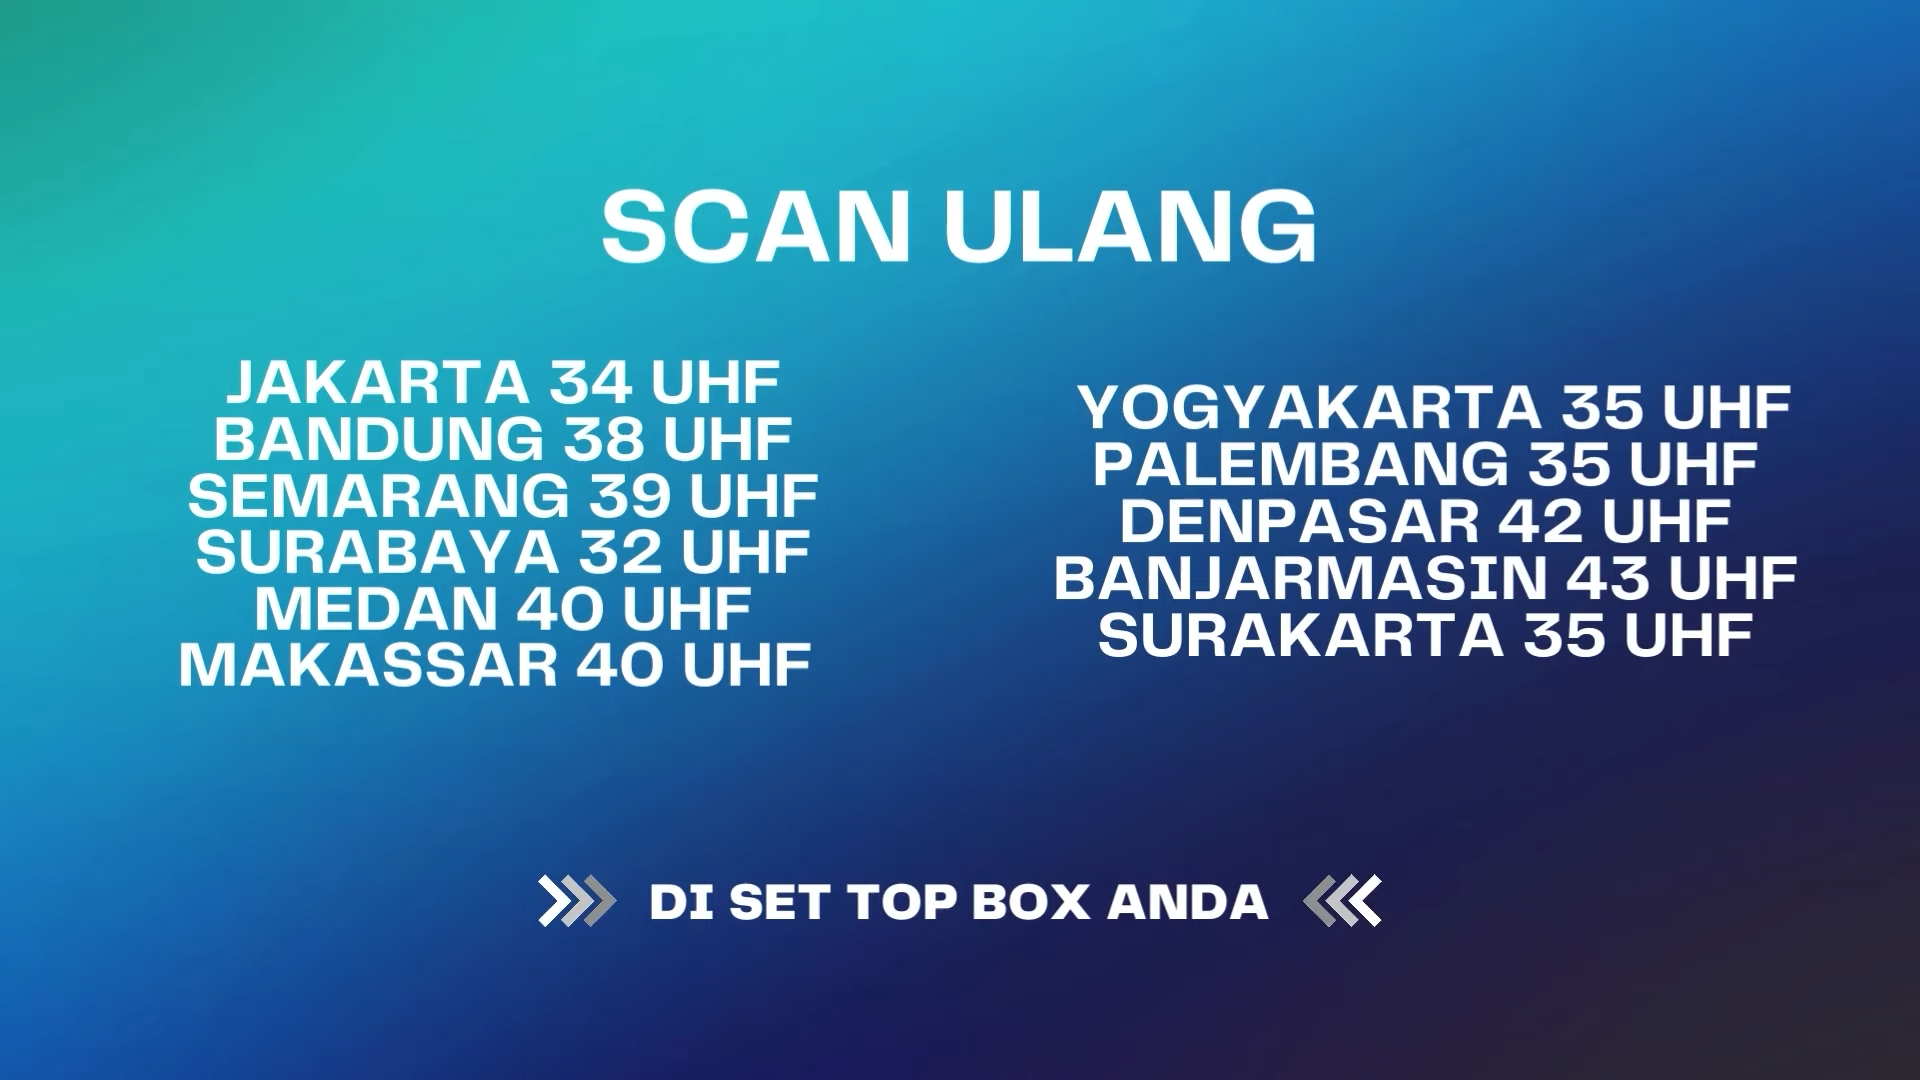 SCAN ULANG
JAKARTA 34 UHF
BANDUNG 38 UHF
SEMARANG 39 UHF
SURABAYA 32 UHF
MEDAN 40 UHF
MAKASSAR 40 UHF
YOGYAKARTA 35 UHF
PALEMBANG 35 UHF
DENPASAR 42 UHF
BANJARMASIN 43 UHF
SURAKARTA 35 UHF
DI SET TOP BOX ANDA